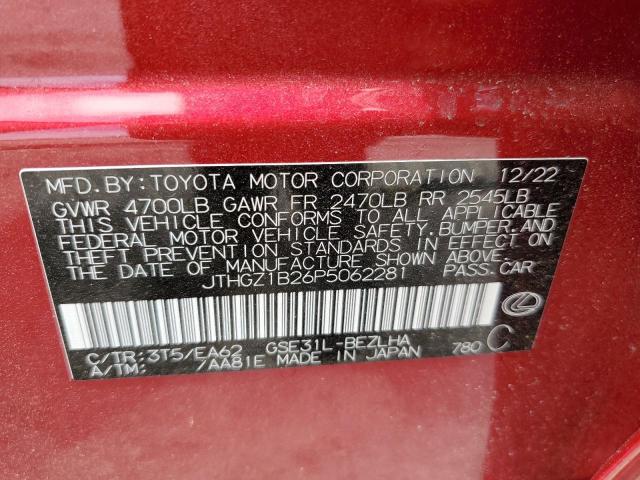 MFD.BY:TOYOTA MOTOR CORPORATION 12/22
GVWR 4700LB GAWR FR 2470LB RR 2545LB
THIS VEHICLE CONFORMS TO ALL APPLICABLE
FEDERAL MOTOR VEHICLE SAFETY,BUMPER,AND
THEFT PREVENTION STANDARDS IN EFFECT ON
THE DATE OF MANUFACTURE SHOWN ABOVE.
JTHGZ1B26P5062281 PASS.CAR
C/TR:3T5/EA62 GSE31L-BEZLHA 780 C
A/TM: /AA81E MADE IN JAPAN